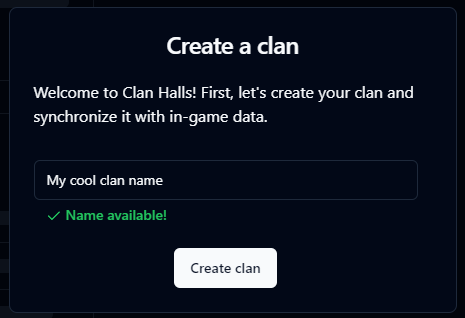 Create a clan
Welcome to Clan Halls! First, let's create your clan and
synchronize it with in-game data.
My cool clan name
Name available!
Create clan